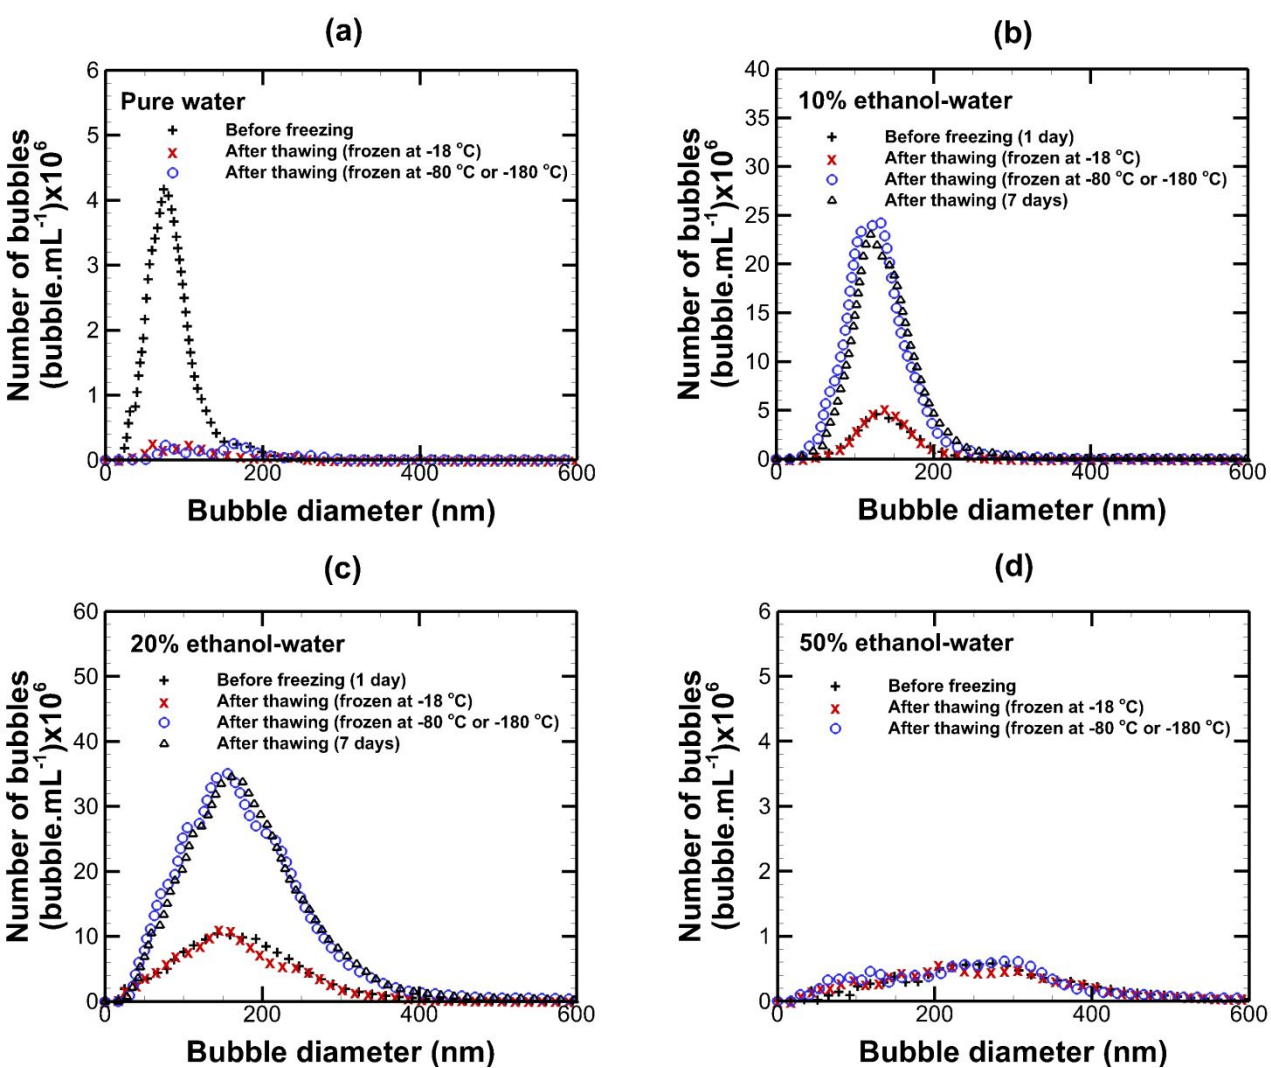 (a)
6
5
4
3
2
1
0
Number of bubbles
(bubble.mL⁻¹)x10⁶
Pure water
Before freezing
After thawing (frozen at -18 °C)
After thawing (frozen at -80 °C or -180 °C)
0 200 400 600
Bubble diameter (nm)
(b)
40
35
30
25
20
15
10
5
0
Number of bubbles
(bubble.mL⁻¹)x10⁶
10% ethanol-water
Before freezing (1 day)
After thawing (frozen at -18 °C)
After thawing (frozen at -80 °C or -180 °C)
After thawing (7 days)
0 200 400 600
Bubble diameter (nm)
(c)
60
50
40
30
20
10
0
Number of bubbles
(bubble.mL⁻¹)x10⁶
20% ethanol-water
Before freezing (1 day)
After thawing (frozen at -18 °C)
After thawing (frozen at -80 °C or -180 °C)
After thawing (7 days)
0 200 400 600
Bubble diameter (nm)
(d)
6
5
4
3
2
1
0
Number of bubbles
(bubble.mL⁻¹)x10⁶
50% ethanol-water
Before freezing
After thawing (frozen at -18 °C)
After thawing (frozen at -80 °C or -180 °C)
0 200 400 600
Bubble diameter (nm)